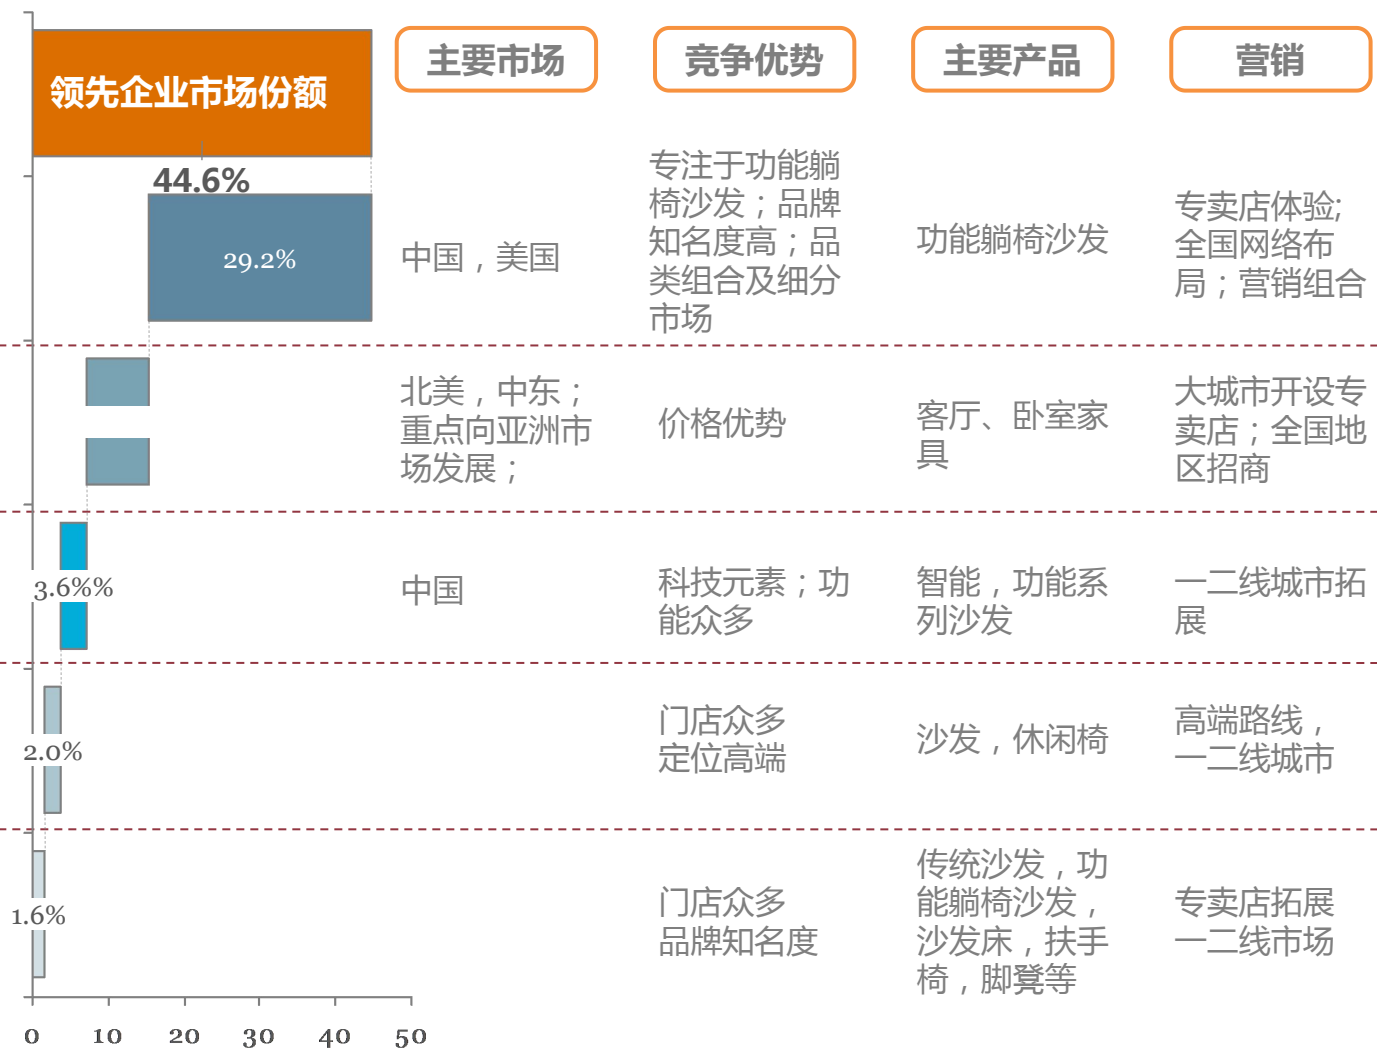 领先企业市场份额
主要市场
竞争优势
主要产品
营销
44.6%
29.2%
中国，美国
专注于功能躺
椅沙发；品牌
知名度高；品
类组合及细分
市场
功能躺椅沙发
专卖店体验;
全国网络布
局；营销组合
北美，中东；
重点向亚洲市
场发展；
价格优势
客厅、卧室家
具
大城市开设专
卖店；全国地
区招商
3.6%%
中国
科技元素；功
能众多
智能，功能系
列沙发
一二线城市拓
展
2.0%
门店众多
定位高端
沙发，休闲椅
高端路线，
一二线城市
1.6%
门店众多
品牌知名度
传统沙发，功
能躺椅沙发，
沙发床，扶手
椅，脚凳等
专卖店拓展
一二线市场
0 10 20 30 40 50